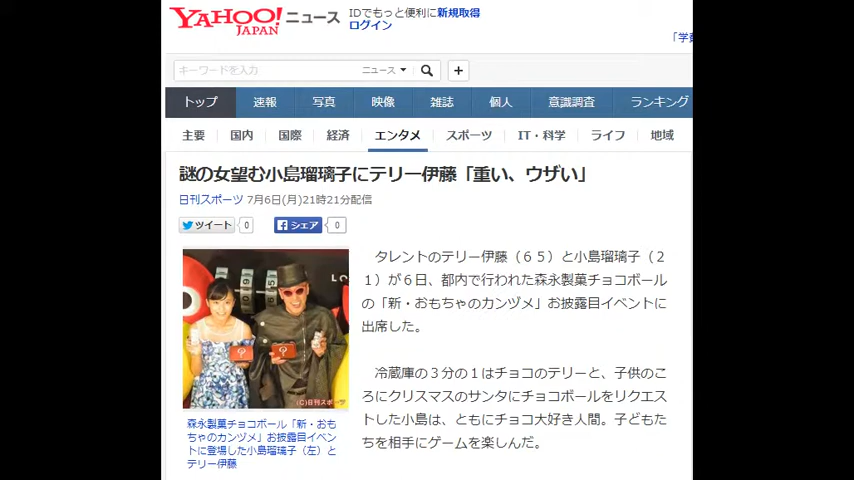 YAHOO! JAPAN ニュース
IDでもっと便利に新規取得
ログイン
「学
キーワードを入力 ニュース
トップ 速報 写真 映像 雑誌 個人 意識調査 ランキング
主要 国内 国際 経済 エンタメ スポーツ IT・科学 ライフ 地域
謎の女望む小島瑠璃子にテリー伊藤「重い、ウザい」
日刊スポーツ 7月6日(月)21時21分配信
ツイート 0 シェア 0
タレントのテリー伊藤（６５）と小島瑠璃子（２
１）が６日、都内で行われた森永製菓チョコボール
の「新・おもちゃのカンヅメ」お披露目イベントに
出席した。
冷蔵庫の３分の１はチョコのテリーと、子供のこ
ろにクリスマスのサンタにチョコボールをリクエス
トした小島は、ともにチョコ大好き人間。子どもた
ちを相手にゲームを楽しんだ。
(C)日刊スポーツ
森永製菓チョコボール「新・おも
ちゃのカンヅメ」お披露目イベン
トに登場した小島瑠璃子（左）と
テリー伊藤